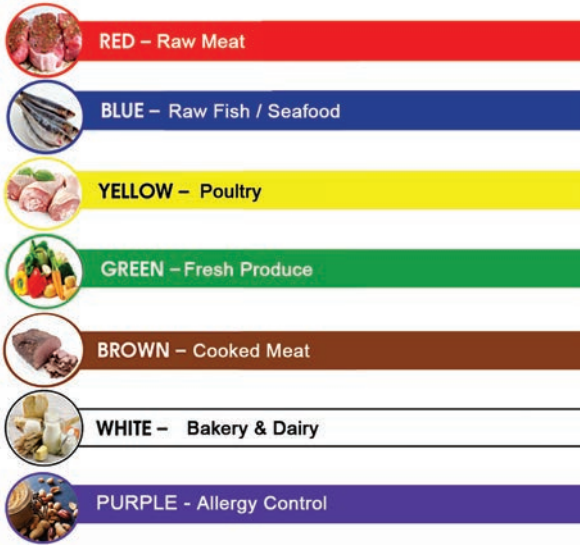 RED – Raw Meat
BLUE – Raw Fish / Seafood
YELLOW – Poultry
GREEN – Fresh Produce
BROWN – Cooked Meat
WHITE – Bakery & Dairy
PURPLE - Allergy Control